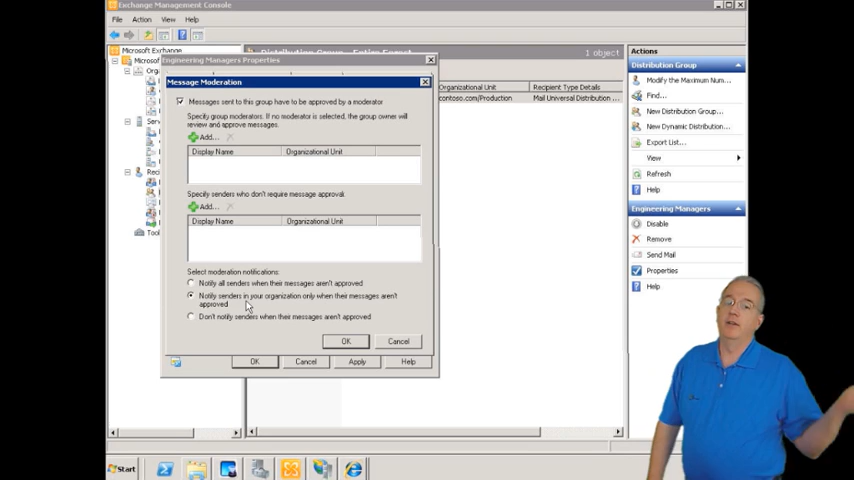 Exchange Management Console
File Action View Help
Microsoft Exchange
Distribution Group - Entire Forest
1 object
Engineering Managers Properties
Message Moderation
Messages sent to this group have to be approved by a moderator
Specify group moderators. If no moderator is selected, the group owner will
review and approve messages.
Add...
Display Name Organizational Unit
Specify senders who don't require message approval:
Add...
Display Name Organizational Unit
Select moderation notifications:
Notify all senders when their messages aren't approved
Notify senders in your organization only when their messages aren't
approved
Don't notify senders when their messages aren't approved
OK Cancel
OK Cancel Apply Help
Organizational Unit Recipient Type Details
contoso.com/Production Mail Universal Distribution ...
Actions
Distribution Group
Modify the Maximum Num...
Find...
New Distribution Group...
New Dynamic Distribution...
Export List...
View
Refresh
Help
Engineering Managers
Disable
Remove
Send Mail
Properties
Help
Start